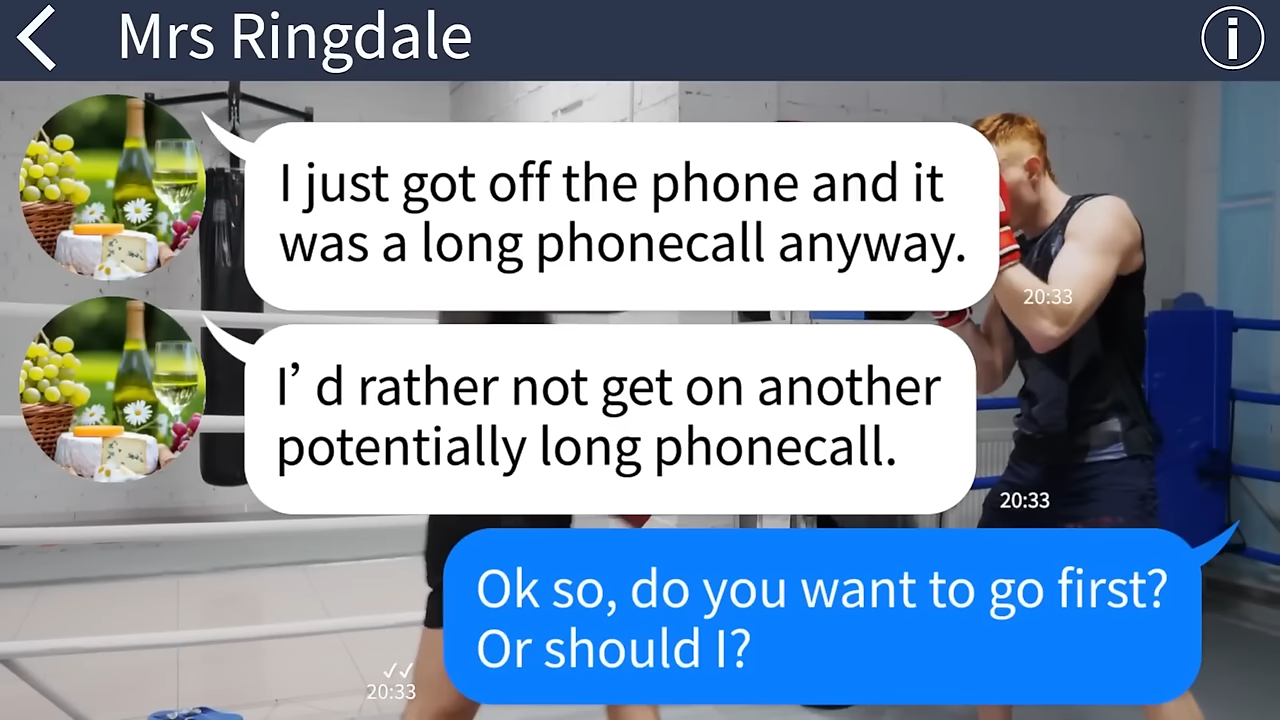 Mrs Ringdale
I just got off the phone and it
was a long phonecall anyway.
20:33
I’d rather not get on another
potentially long phonecall.
20:33
Ok so, do you want to go first?
Or should I?
20:33